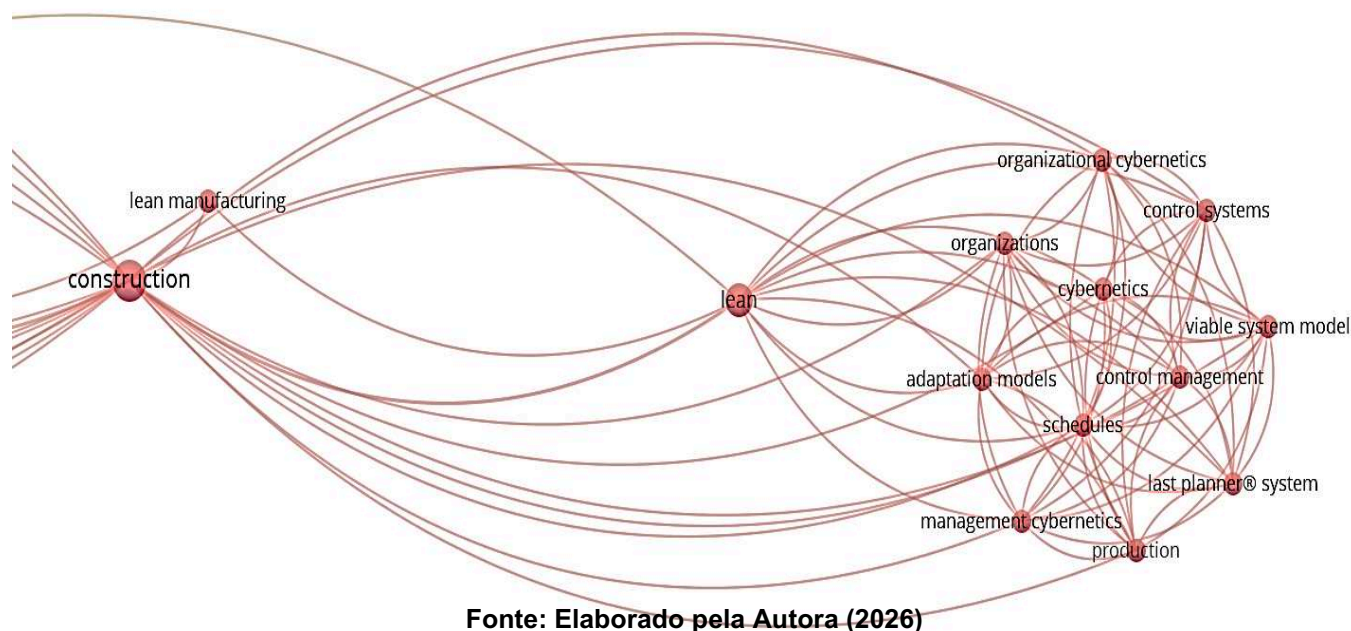 organizational cybernetics
lean manufacturing
control systems
organizations
construction
cybernetics
lean
viable system model
adaptation models
control management
schedules
last planner® system
management cybernetics
production
Fonte: Elaborado pela Autora (2026)